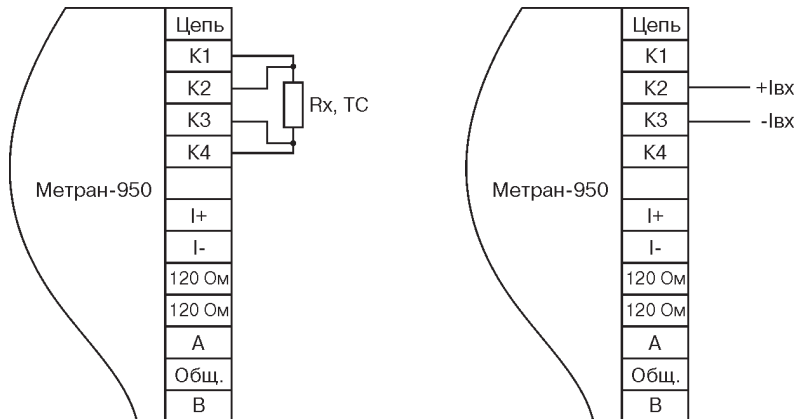 Цепь
К1
К2
К3
К4
Rx, ТС
Метран-950
I+
I-
120 Ом
120 Ом
А
Общ.
В
Цепь
К1
К2
К3
К4
+Iвх
-Iвх
Метран-950
I+
I-
120 Ом
120 Ом
А
Общ.
В